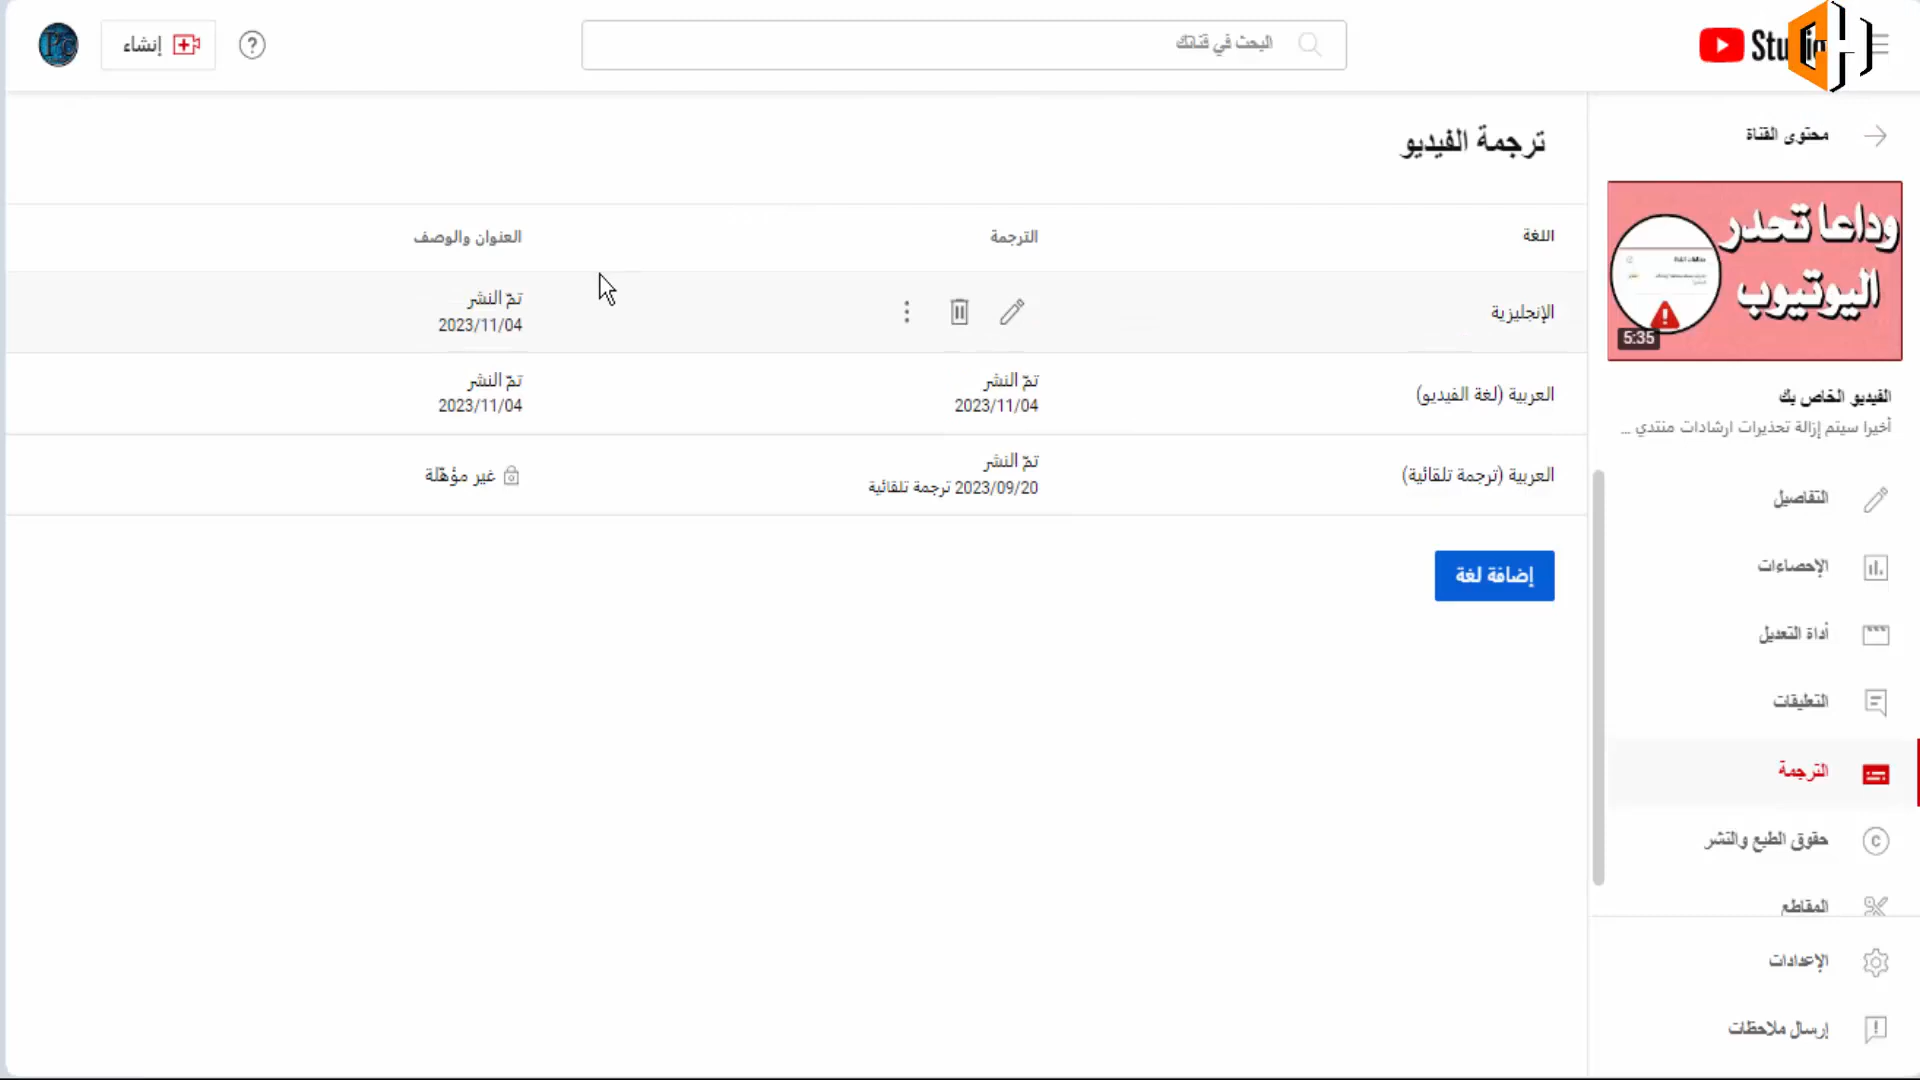 إنشاء
البحث في قناتك
محتوى القناة
وداعا تحدر
اليوتيوب
5:35
الفيديو الخاص بك
أخيرا سيتم إزالة تحذيرات ارشادات منتدي ...
التفاصيل
الإحصاءات
أداة التعديل
التعليقات
الترجمة
حقوق الطبع والنشر
المقاطع
الإعدادات
إرسال ملاحظات
ترجمة الفيديو
اللغة الترجمة العنوان والوصف
الإنجليزية
تمّ النشر
2023/11/04
العربية (لغة الفيديو)
تمّ النشر
2023/11/04
تمّ النشر
2023/11/04
العربية (ترجمة تلقائية)
تمّ النشر
2023/09/20 ترجمة تلقائية
غير مؤهّلة
إضافة لغة